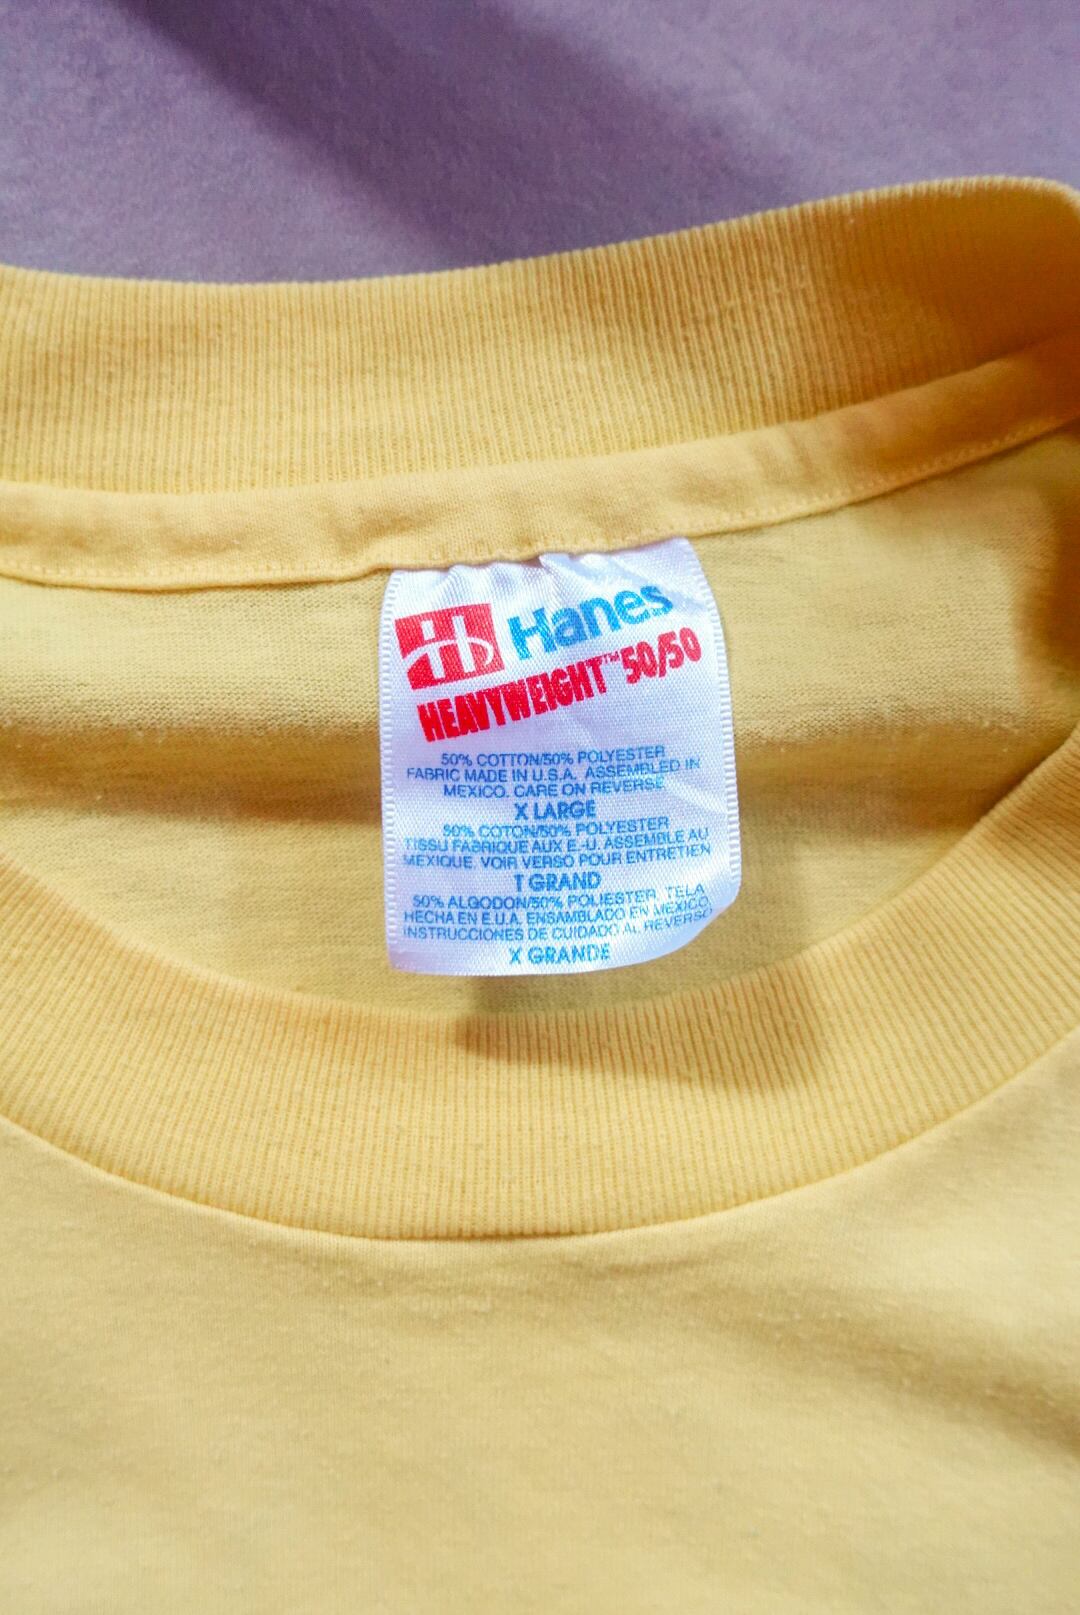 Hanes
HEAVYWEIGHT™ 50/50
50% COTTON/50% POLYESTER
FABRIC MADE IN U.S.A. ASSEMBLED IN
MEXICO. CARE ON REVERSE
X LARGE
50% COTON/50% POLYESTER
TISSU FABRIQUE AUX E.-U. ASSEMBLE AU
MEXIQUE. VOIR VERSO POUR ENTRETIEN
T GRAND
50% ALGODON/50% POLIESTER. TELA
HECHA EN E.U.A. ENSAMBLADO EN MEXICO.
INSTRUCCIONES DE CUIDADO AL REVERSO
X GRANDE